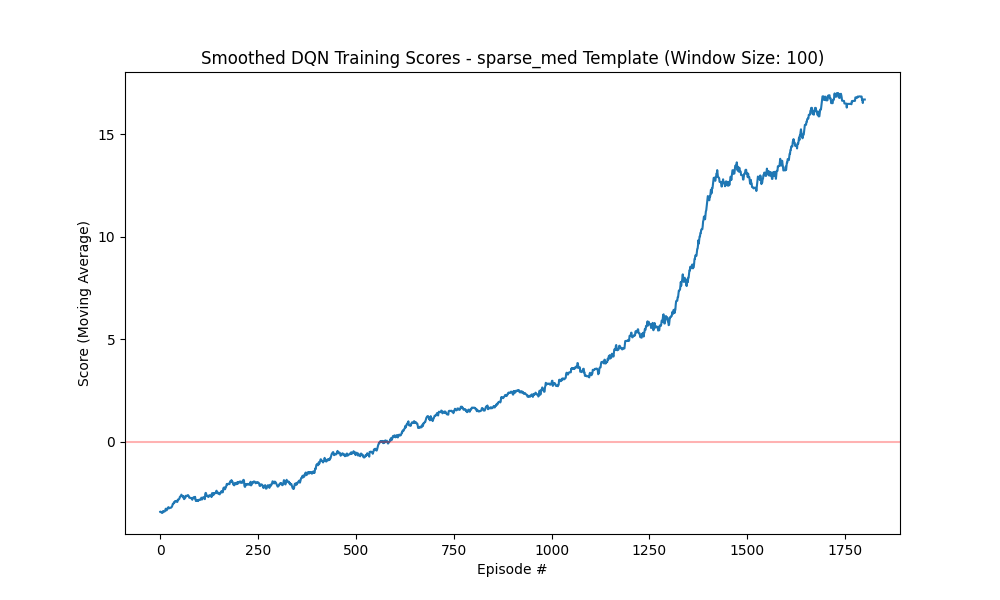 Smoothed DQN Training Scores - sparse_med Template (Window Size: 100)
15
10
5
0
Score (Moving Average)
0 250 500 750 1000 1250 1500 1750
Episode #